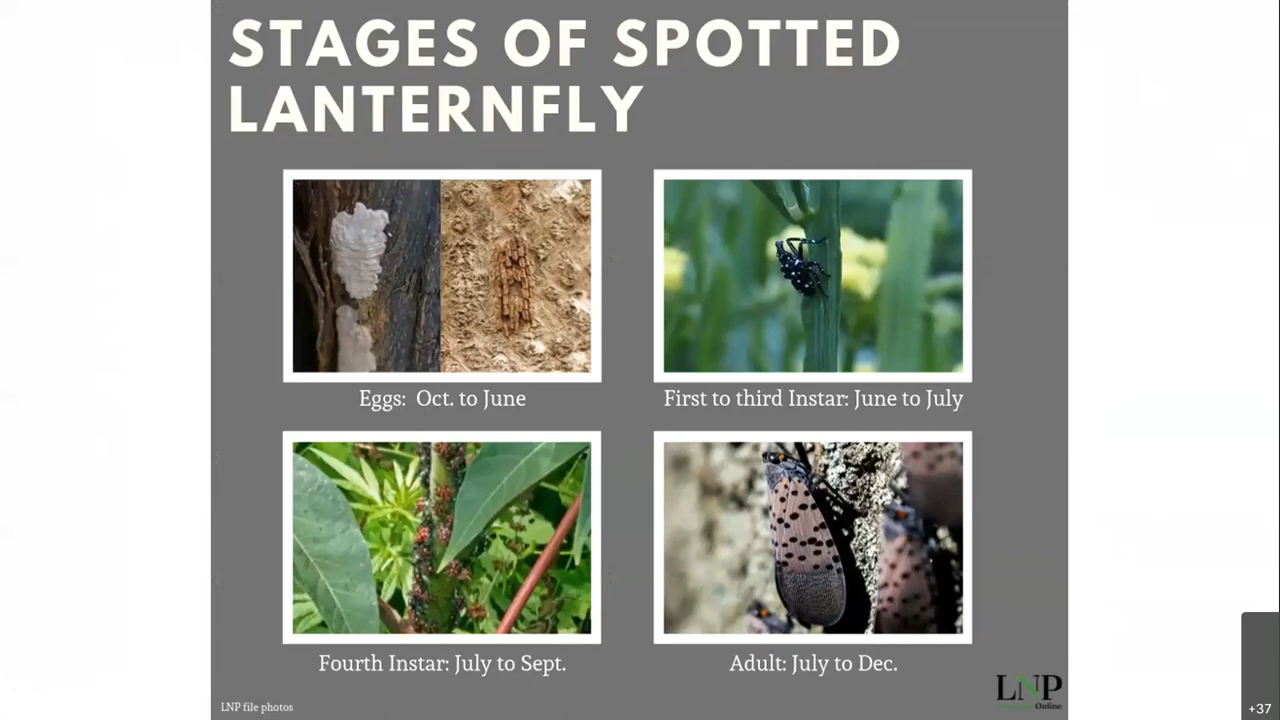 STAGES OF SPOTTED
LANTERNFLY
Eggs: Oct. to June
First to third Instar: June to July
Fourth Instar: July to Sept.
Adult: July to Dec.
LNP file photos
LNP
Online
+37